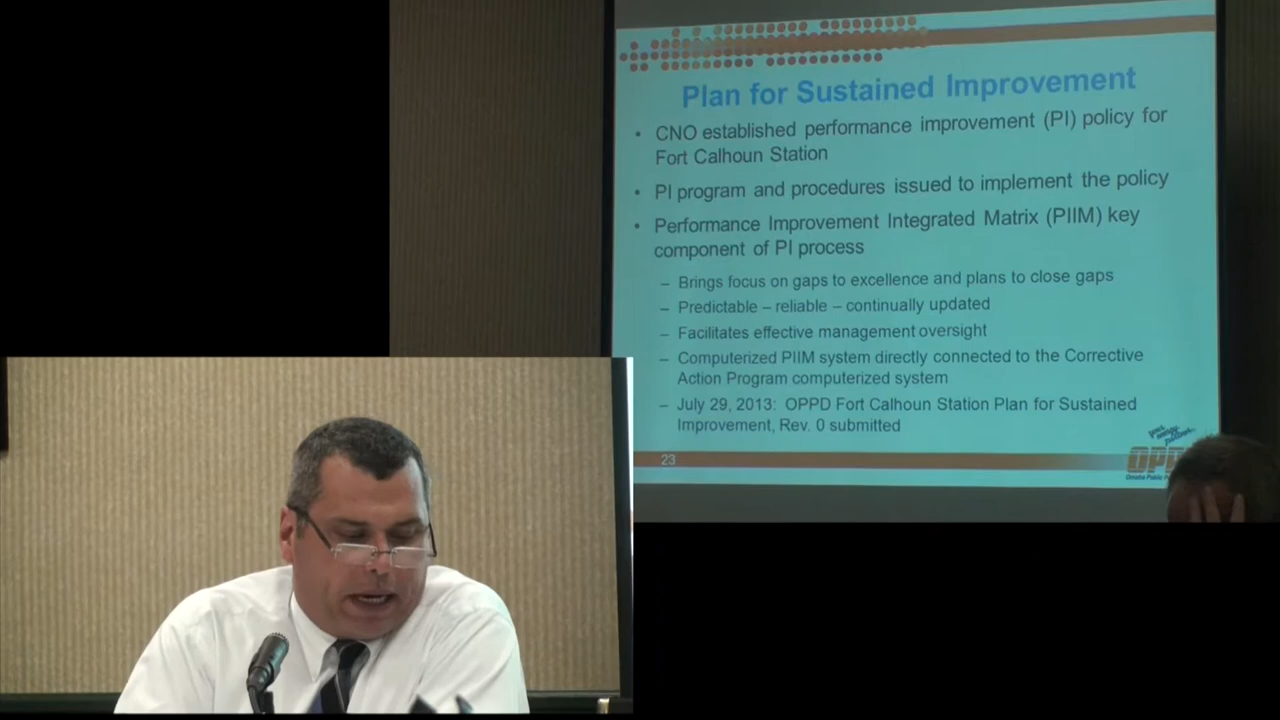 Plan for Sustained Improvement
• CNO established performance improvement (PI) policy for
Fort Calhoun Station
• PI program and procedures issued to implement the policy
• Performance Improvement Integrated Matrix (PIIM) key
component of PI process
– Brings focus on gaps to excellence and plans to close gaps
– Predictable – reliable – continually updated
– Facilitates effective management oversight
– Computerized PIIM system directly connected to the Corrective
Action Program computerized system
– July 29, 2013: OPPD Fort Calhoun Station Plan for Sustained
Improvement, Rev. 0 submitted
23
Omaha Public